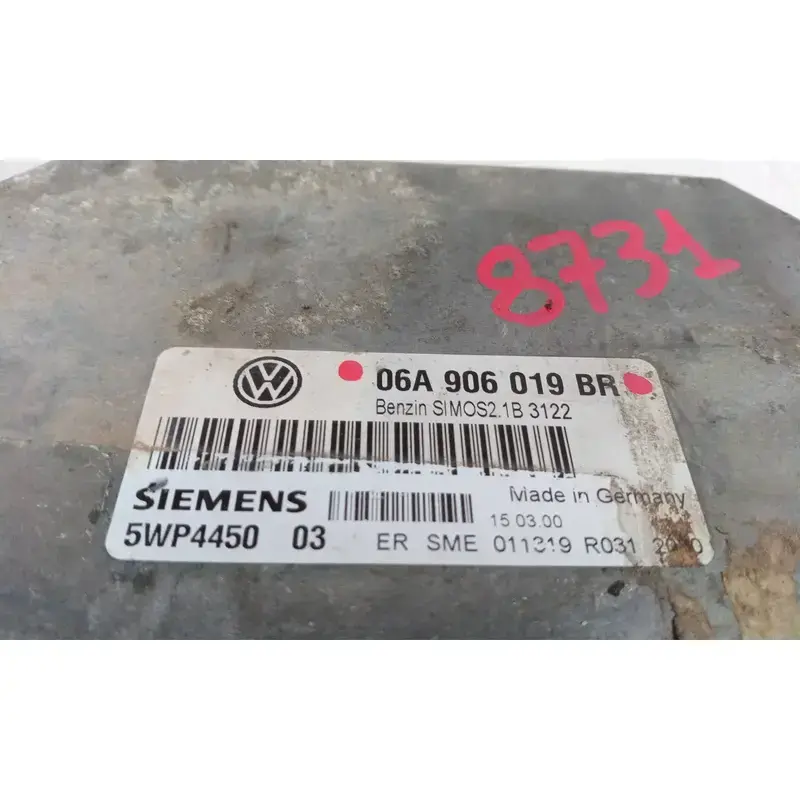 8731
06A 906 019 BR
Benzin SIMOS2.1B 3122
SIEMENS
Made in Germany
15.03.00
5WP4450 03
ER SME 011319 R031